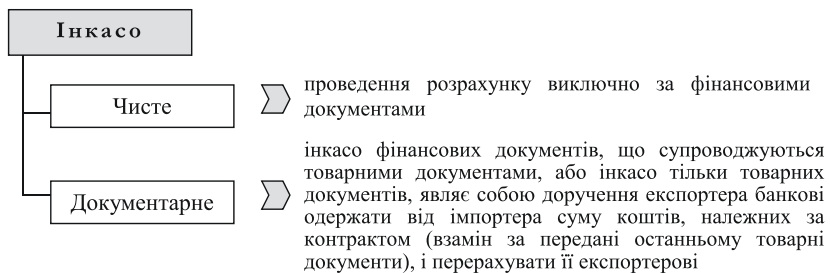 Інкасо
Чисте
проведення розрахунку виключно за фінансовими
документами
Документарне
інкасо фінансових документів, що супроводжуються
товарними документами, або інкасо тільки товарних
документів, являє собою доручення експортера банкові
одержати від імпортера суму коштів, належних за
контрактом (взамін за передані останньому товарні
документи), і перерахувати її експортерові